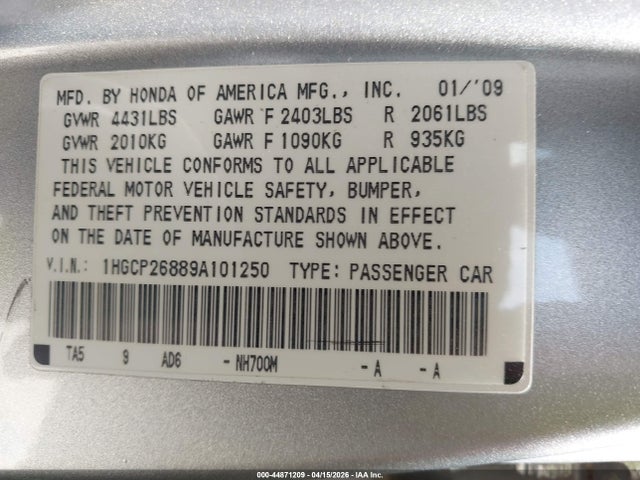 MFD. BY HONDA OF AMERICA MFG., INC. 01/'09
GVWR 4431LBS GAWR F 2403LBS R 2061LBS
GVWR 2010KG GAWR F 1090KG R 935KG
THIS VEHICLE CONFORMS TO ALL APPLICABLE
FEDERAL MOTOR VEHICLE SAFETY, BUMPER,
AND THEFT PREVENTION STANDARDS IN EFFECT
ON THE DATE OF MANUFACTURE SHOWN ABOVE.
V.I.N.: 1HGCP26889A101250 TYPE: PASSENGER CAR
TA5 9 AD6 - NH700M - A - A
000-44871209 - 04/15/2026 - IAA Inc.